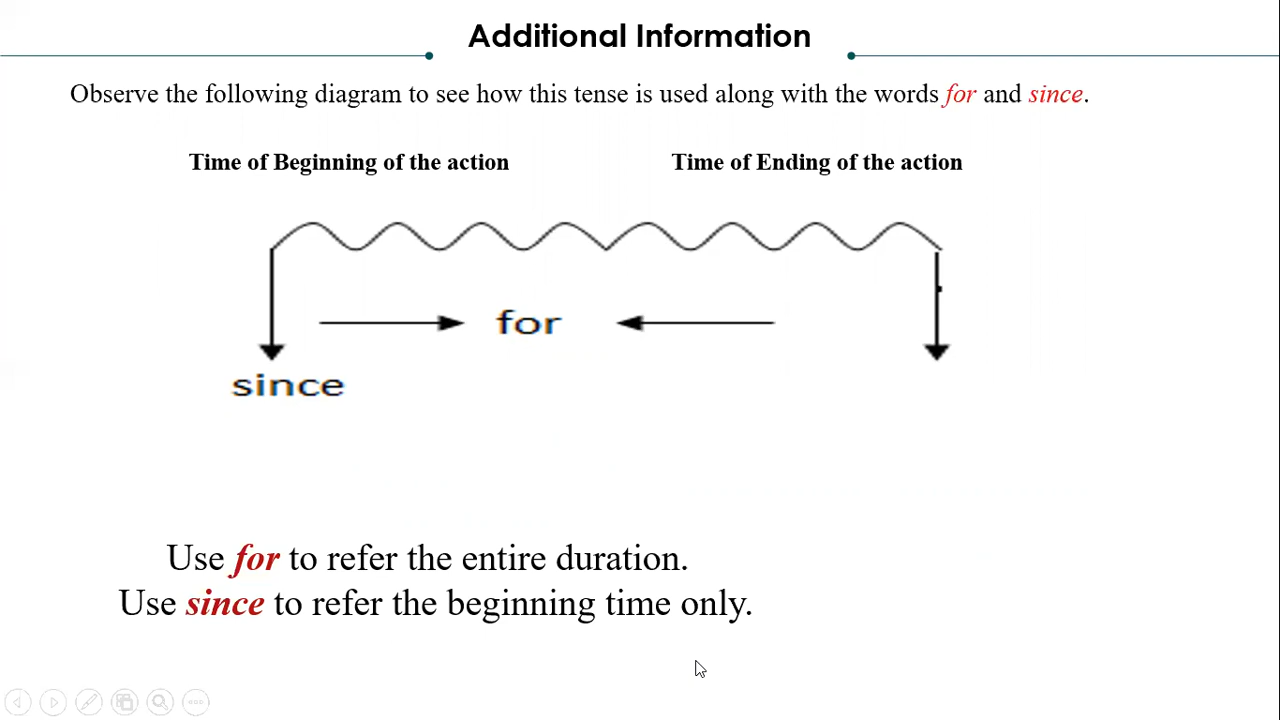 Additional Information
Observe the following diagram to see how this tense is used along with the words for and since.
Time of Beginning of the action
Time of Ending of the action
for
since
Use for to refer the entire duration.
Use since to refer the beginning time only.